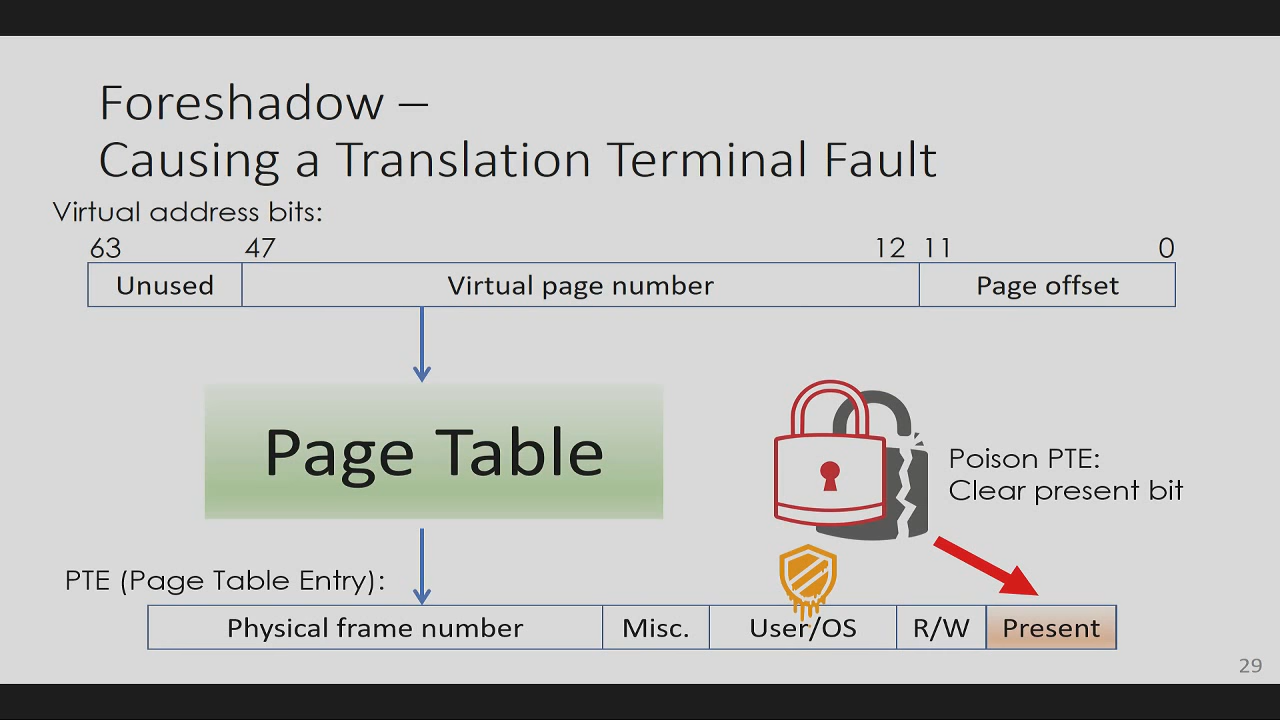 Foreshadow –
Causing a Translation Terminal Fault
Virtual address bits:
63 47 12 11 0
Unused Virtual page number Page offset
Page Table
Poison PTE:
Clear present bit
PTE (Page Table Entry):
Physical frame number Misc. User/OS R/W Present
29